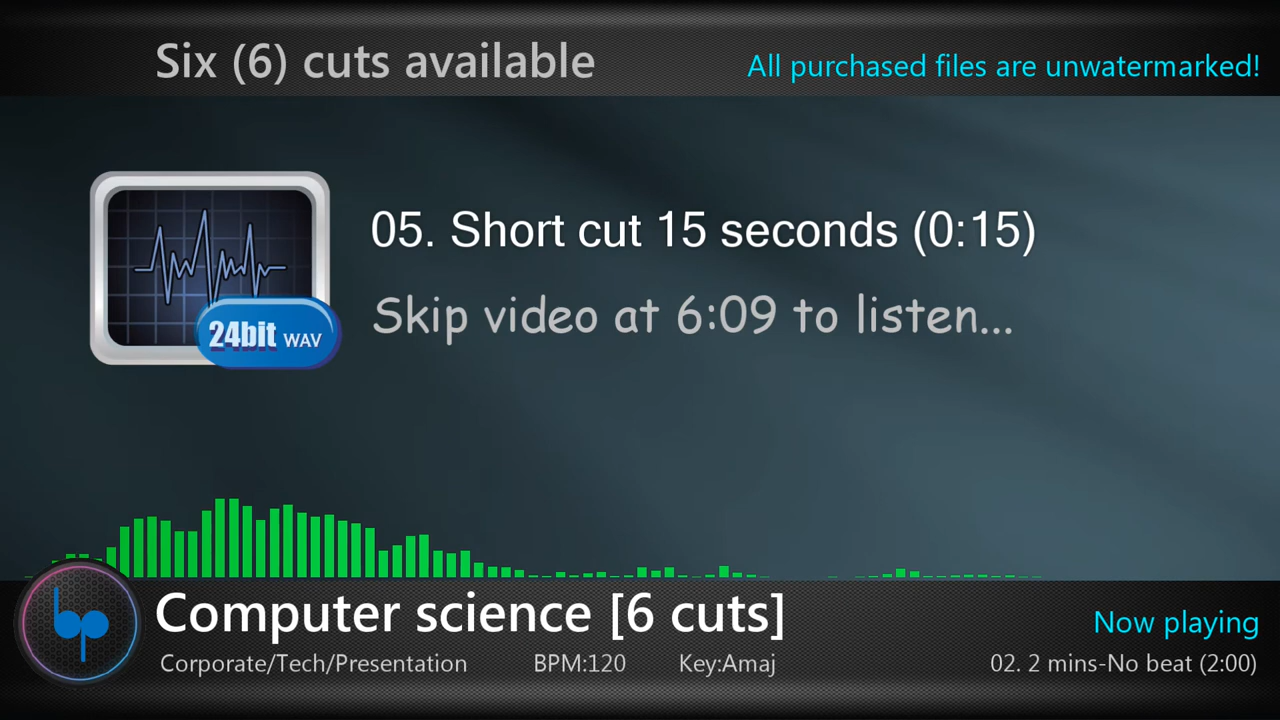 Six (6) cuts available
All purchased files are unwatermarked!
05. Short cut 15 seconds (0:15)
Skip video at 6:09 to listen...
24bit WAV
bp
Computer science [6 cuts]
Now playing
Corporate/Tech/Presentation BPM:120 Key:Amaj
02. 2 mins-No beat (2:00)